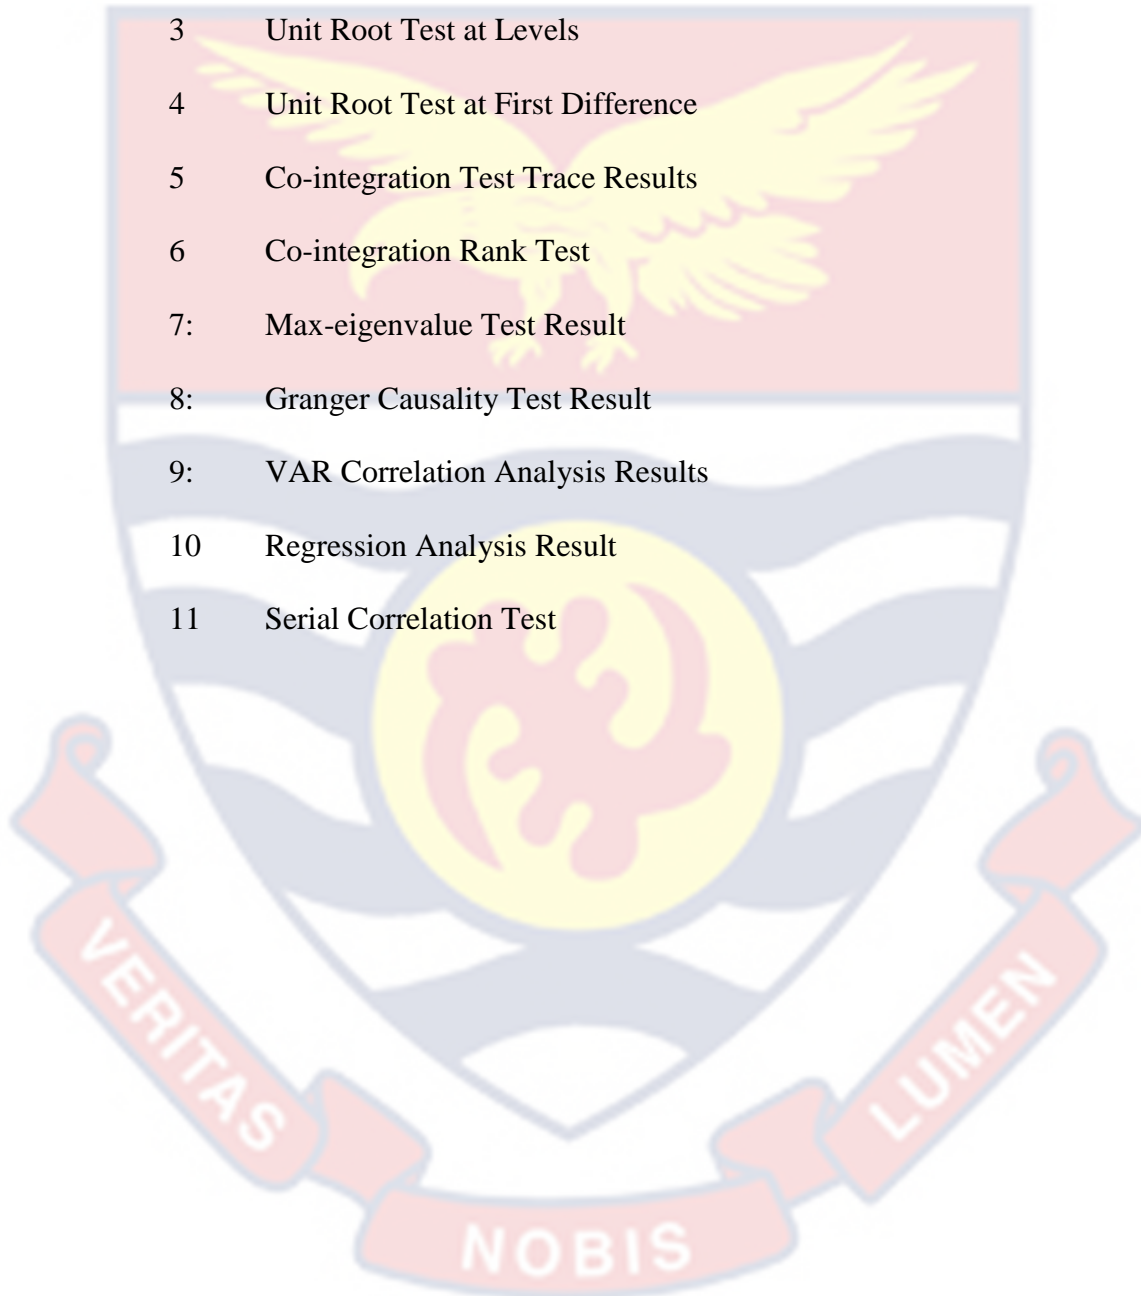 3 Unit Root Test at Levels
4 Unit Root Test at First Difference
5 Co-integration Test Trace Results
6 Co-integration Rank Test
7: Max-eigenvalue Test Result
8: Granger Causality Test Result
9: VAR Correlation Analysis Results
10 Regression Analysis Result
11 Serial Correlation Test
VERITAS
NOBIS
LUMEN